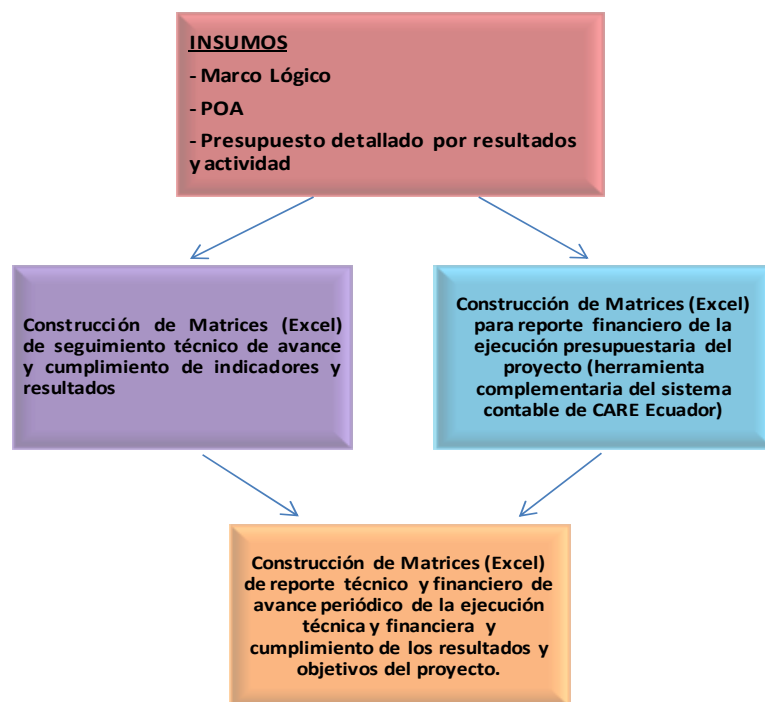 INSUMOS
- Marco Lógico
- POA
- Presupuesto detallado por resultados
y actividad
Construcción de Matrices (Excel)
de seguimiento técnico de avance
y cumplimiento de indicadores y
resultados
Construcción de Matrices (Excel)
para reporte financiero de la
ejecución presupuestaria del
proyecto (herramienta
complementaria del sistema
contable de CARE Ecuador)
Construcción de Matrices (Excel)
de reporte técnico y financiero de
avance periódico de la ejecución
técnica y financiera y
cumplimiento de los resultados y
objetivos del proyecto.